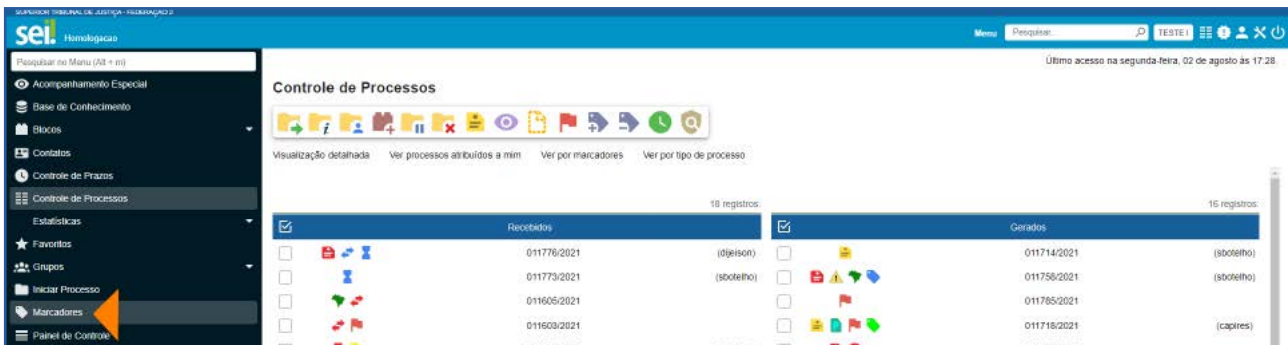 SUPERIOR TRIBUNAL DE JUSTIÇA - FEDERAÇÃO 2
sei. Homologacao
Menu Pesquisar... TESTE I
Pesquisar no Menu (Alt + m)
Último acesso na segunda-feira, 02 de agosto às 17:28.
Acompanhamento Especial
Base de Conhecimento
Blocos
Contatos
Controle de Prazos
Controle de Processos
Estatísticas
Favoritos
Grupos
Iniciar Processo
Marcadores
Painel de Controle
Controle de Processos
Visualização detalhada Ver processos atribuídos a mim Ver por marcadores Ver por tipo de processo
18 registros:
Recebidos
011776/2021 (dijeison)
011773/2021 (sbotelho)
011605/2021
011603/2021
16 registros:
Gerados
011714/2021 (sbotelho)
011758/2021 (sbotelho)
011785/2021
011718/2021 (capires)